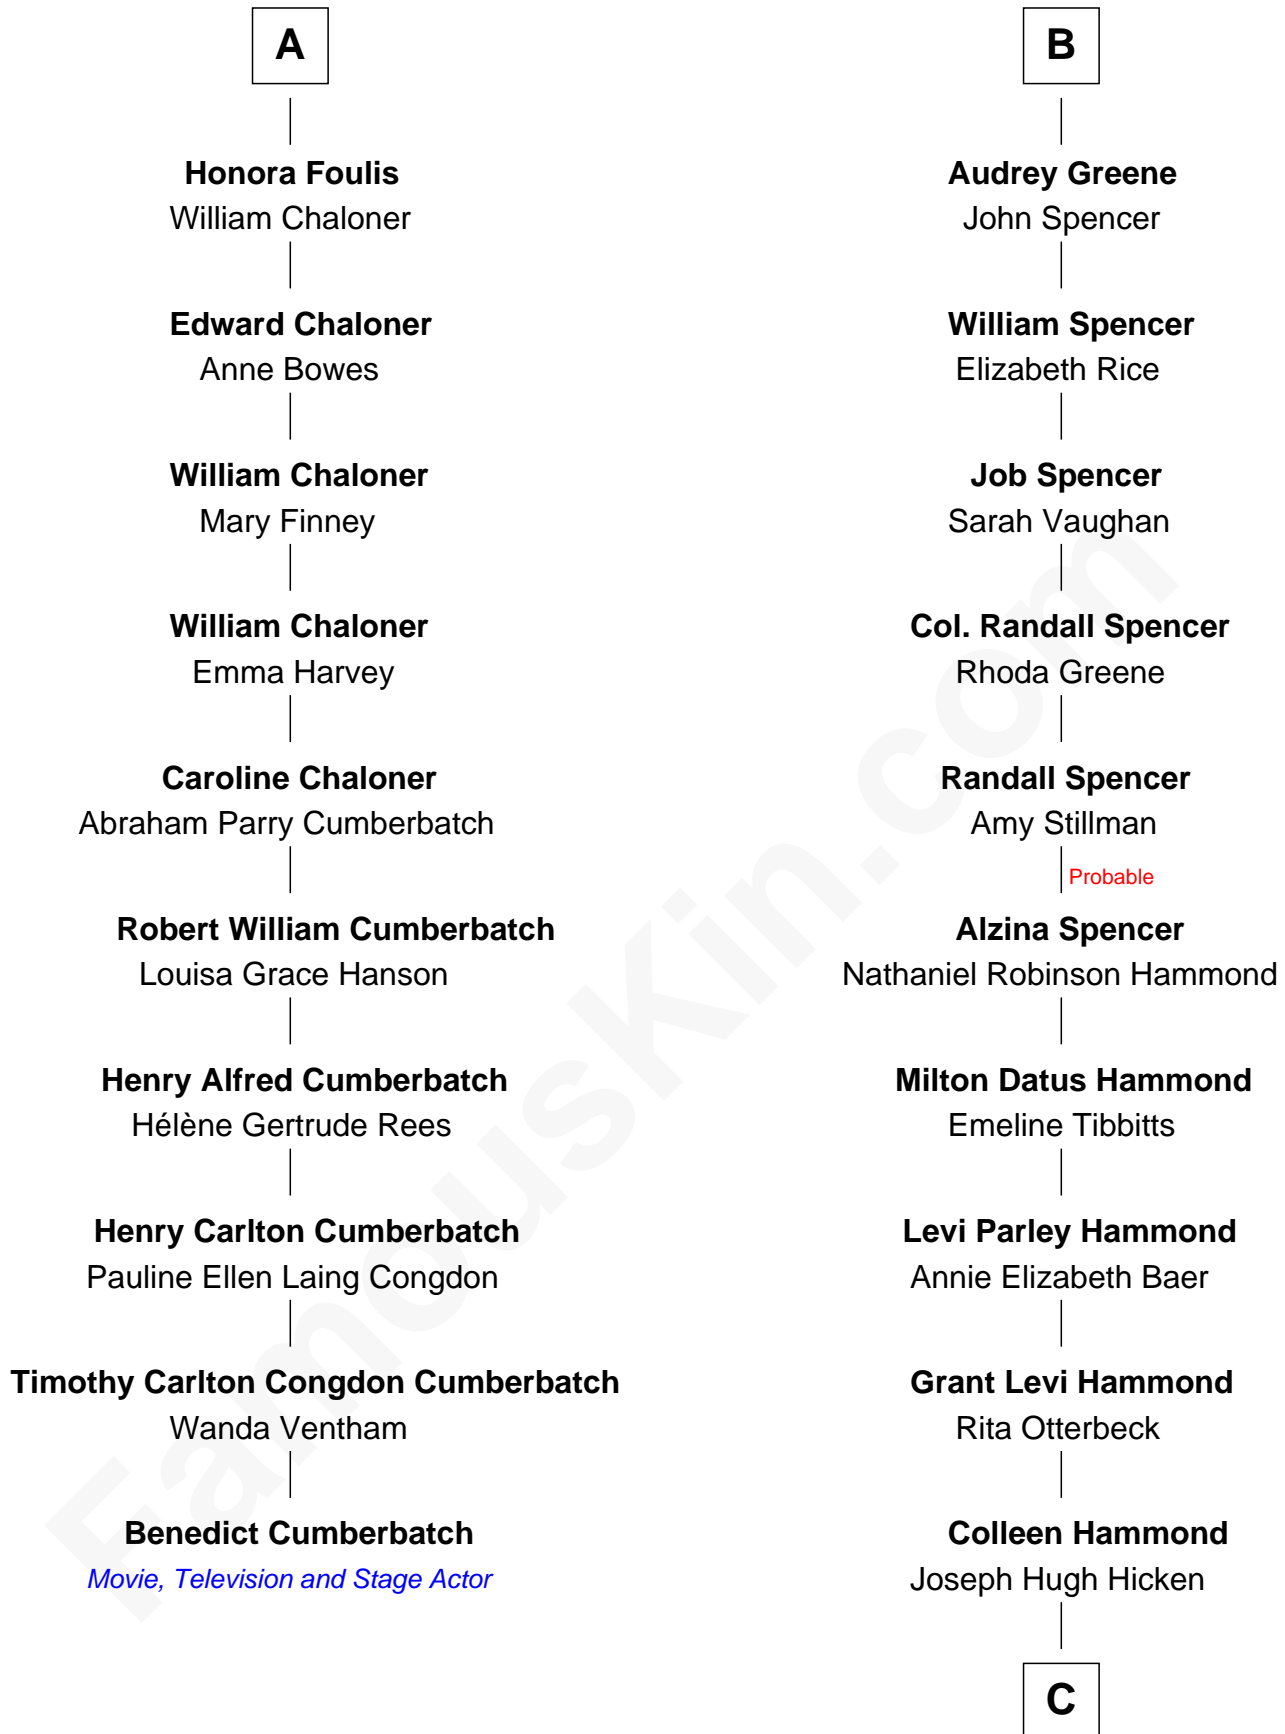 A
Honora Foulis
William Chaloner
Edward Chaloner
Anne Bowes
William Chaloner
Mary Finney
William Chaloner
Emma Harvey
Caroline Chaloner
Abraham Parry Cumberbatch
Robert William Cumberbatch
Louisa Grace Hanson
Henry Alfred Cumberbatch
Hélène Gertrude Rees
Henry Carlton Cumberbatch
Pauline Ellen Laing Congdon
Timothy Carlton Congdon Cumberbatch
Wanda Ventham
Benedict Cumberbatch
Movie, Television and Stage Actor
B
Audrey Greene
John Spencer
William Spencer
Elizabeth Rice
Job Spencer
Sarah Vaughan
Col. Randall Spencer
Rhoda Greene
Randall Spencer
Amy Stillman
Probable
Alzina Spencer
Nathaniel Robinson Hammond
Milton Datus Hammond
Emeline Tibbitts
Levi Parley Hammond
Annie Elizabeth Baer
Grant Levi Hammond
Rita Otterbeck
Colleen Hammond
Joseph Hugh Hicken
C
FamousKin.com